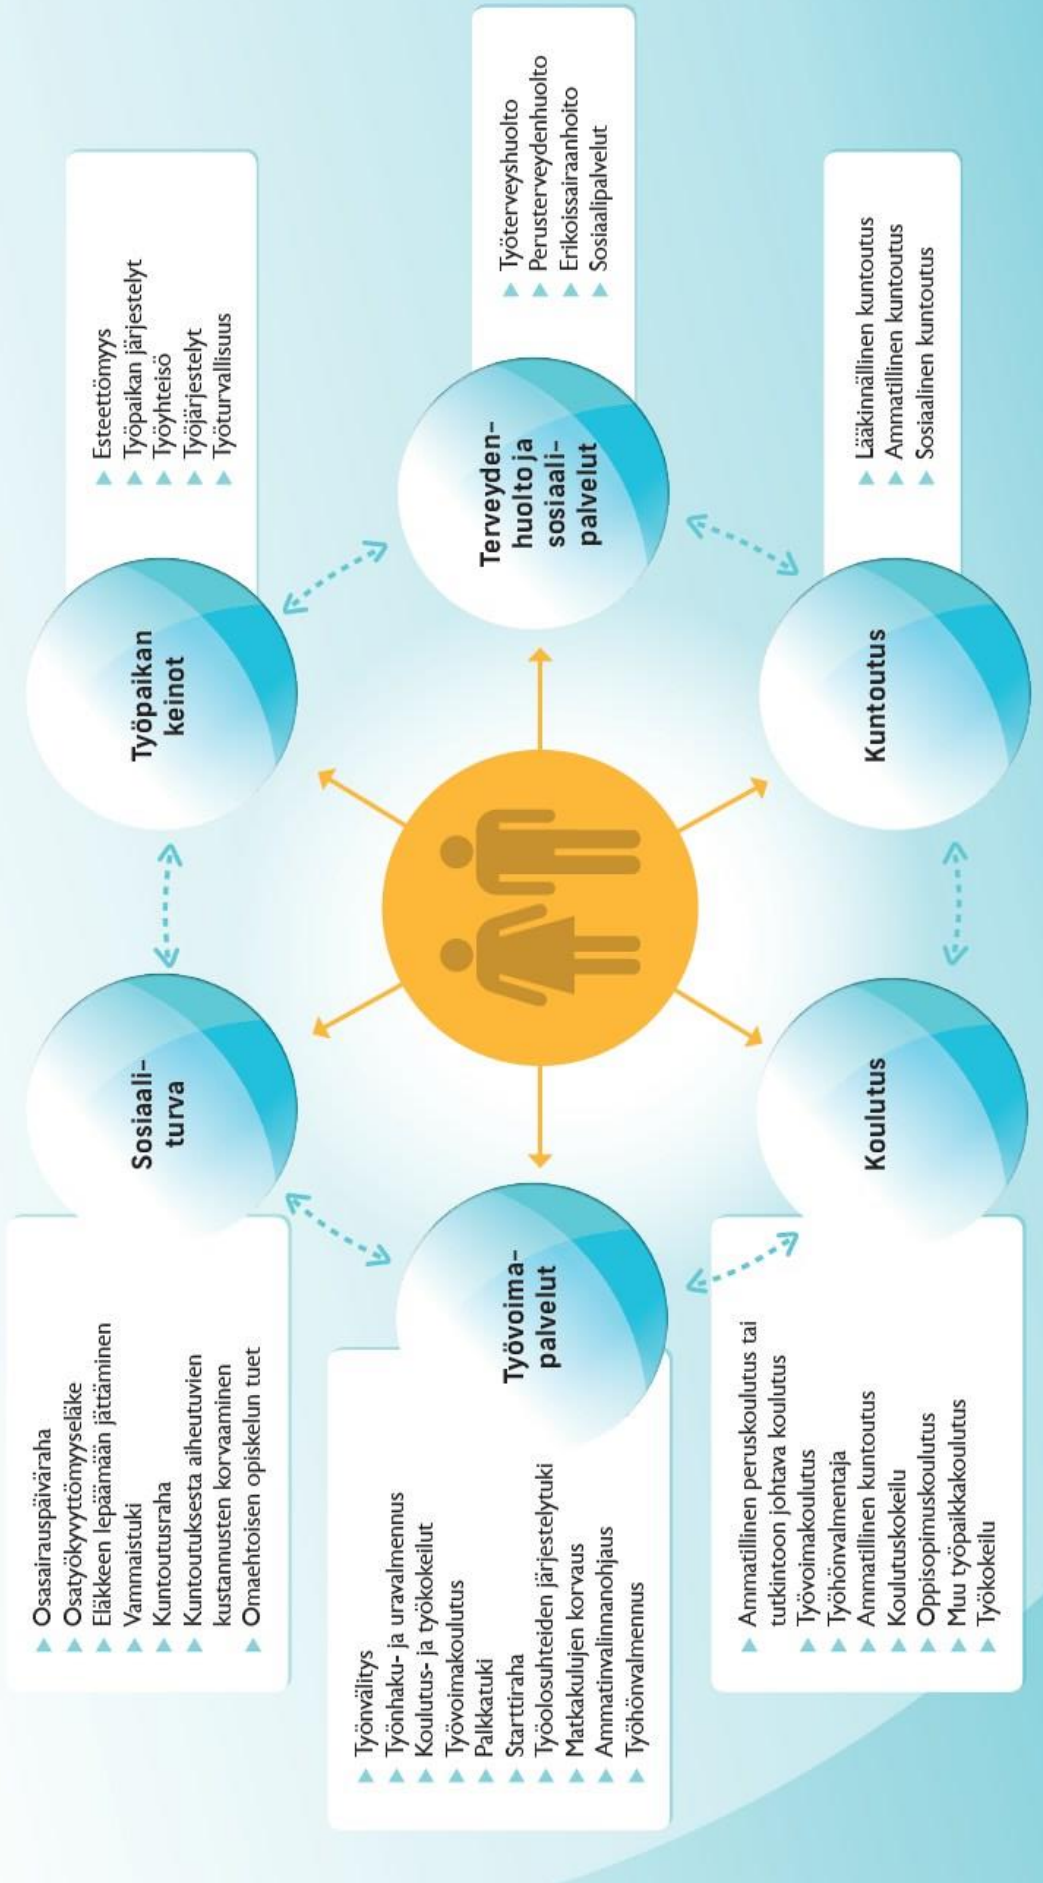 Sosiaali-
turva
Osasairauspäiväraha
Osatyökyvyttömyyseläke
Eläkkeen lepäämään jättäminen
Vammaistuki
Kuntoutusraha
Kuntoutuksesta aiheutuvien
kustannusten korvaaminen
Omaehtoisen opiskelun tuet
Työpaikan
keinot
Esteettömyys
Työpaikan järjestelyt
Työyhteisö
Työjärjestelyt
Työturvallisuus
Työvoima-
palvelut
Työnvälitys
Työnhaku- ja uravalmennus
Koulutus- ja työkokeilut
Työvoimakoulutus
Palkkatuki
Starttiraha
Työolosuhteiden järjestelytuki
Matkakulujen korvaus
Ammatinvalinnanohjaus
Työhönvalmennus
Terveyden-
huolto ja
sosiaali-
palvelut
Työterveyshuolto
Perusterveydenhuolto
Erikoissairaanhoito
Sosiaalipalvelut
Koulutus
Ammatillinen peruskoulutus tai
tutkintoon johtava koulutus
Työvoimakoulutus
Työhönvalmentaja
Ammatillinen kuntoutus
Koulutuskokeilu
Oppisopimuskoulutus
Muu työpaikkakoulutus
Työkokeilu
Kuntoutus
Lääkinnällinen kuntoutus
Ammatillinen kuntoutus
Sosiaalinen kuntoutus